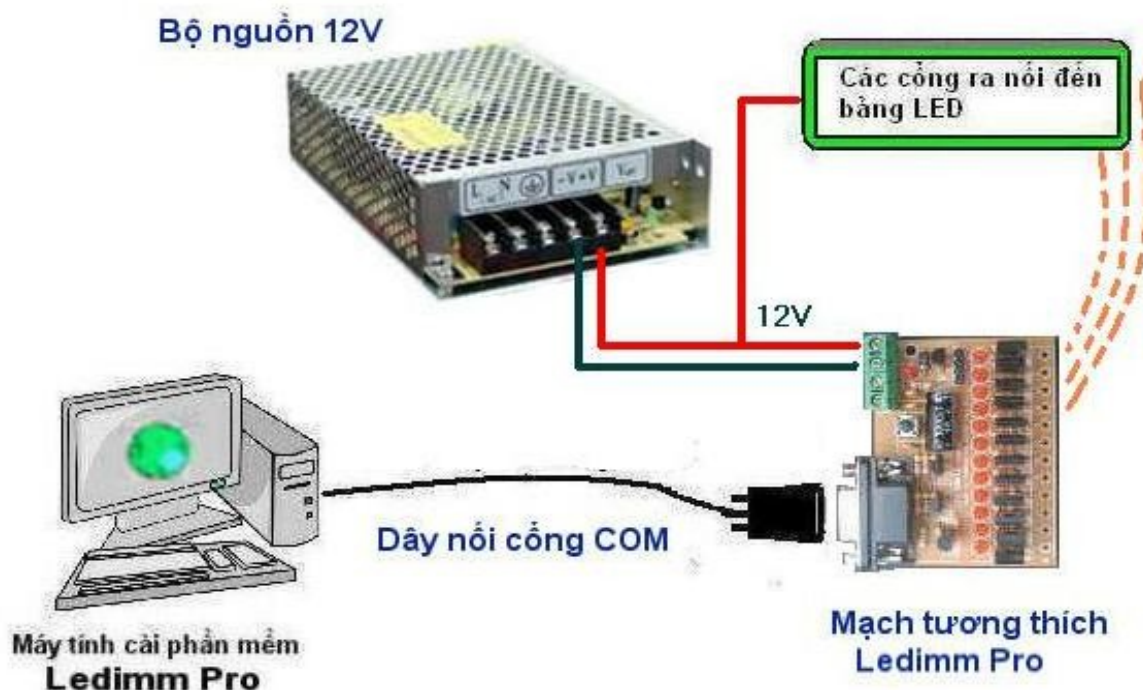 Bộ nguồn 12V
Các cổng ra nối đến
bảng LED
L N -V +V
12V
Dây nối cổng COM
Máy tính cài phần mềm
Ledimm Pro
Mạch tương thích
Ledimm Pro